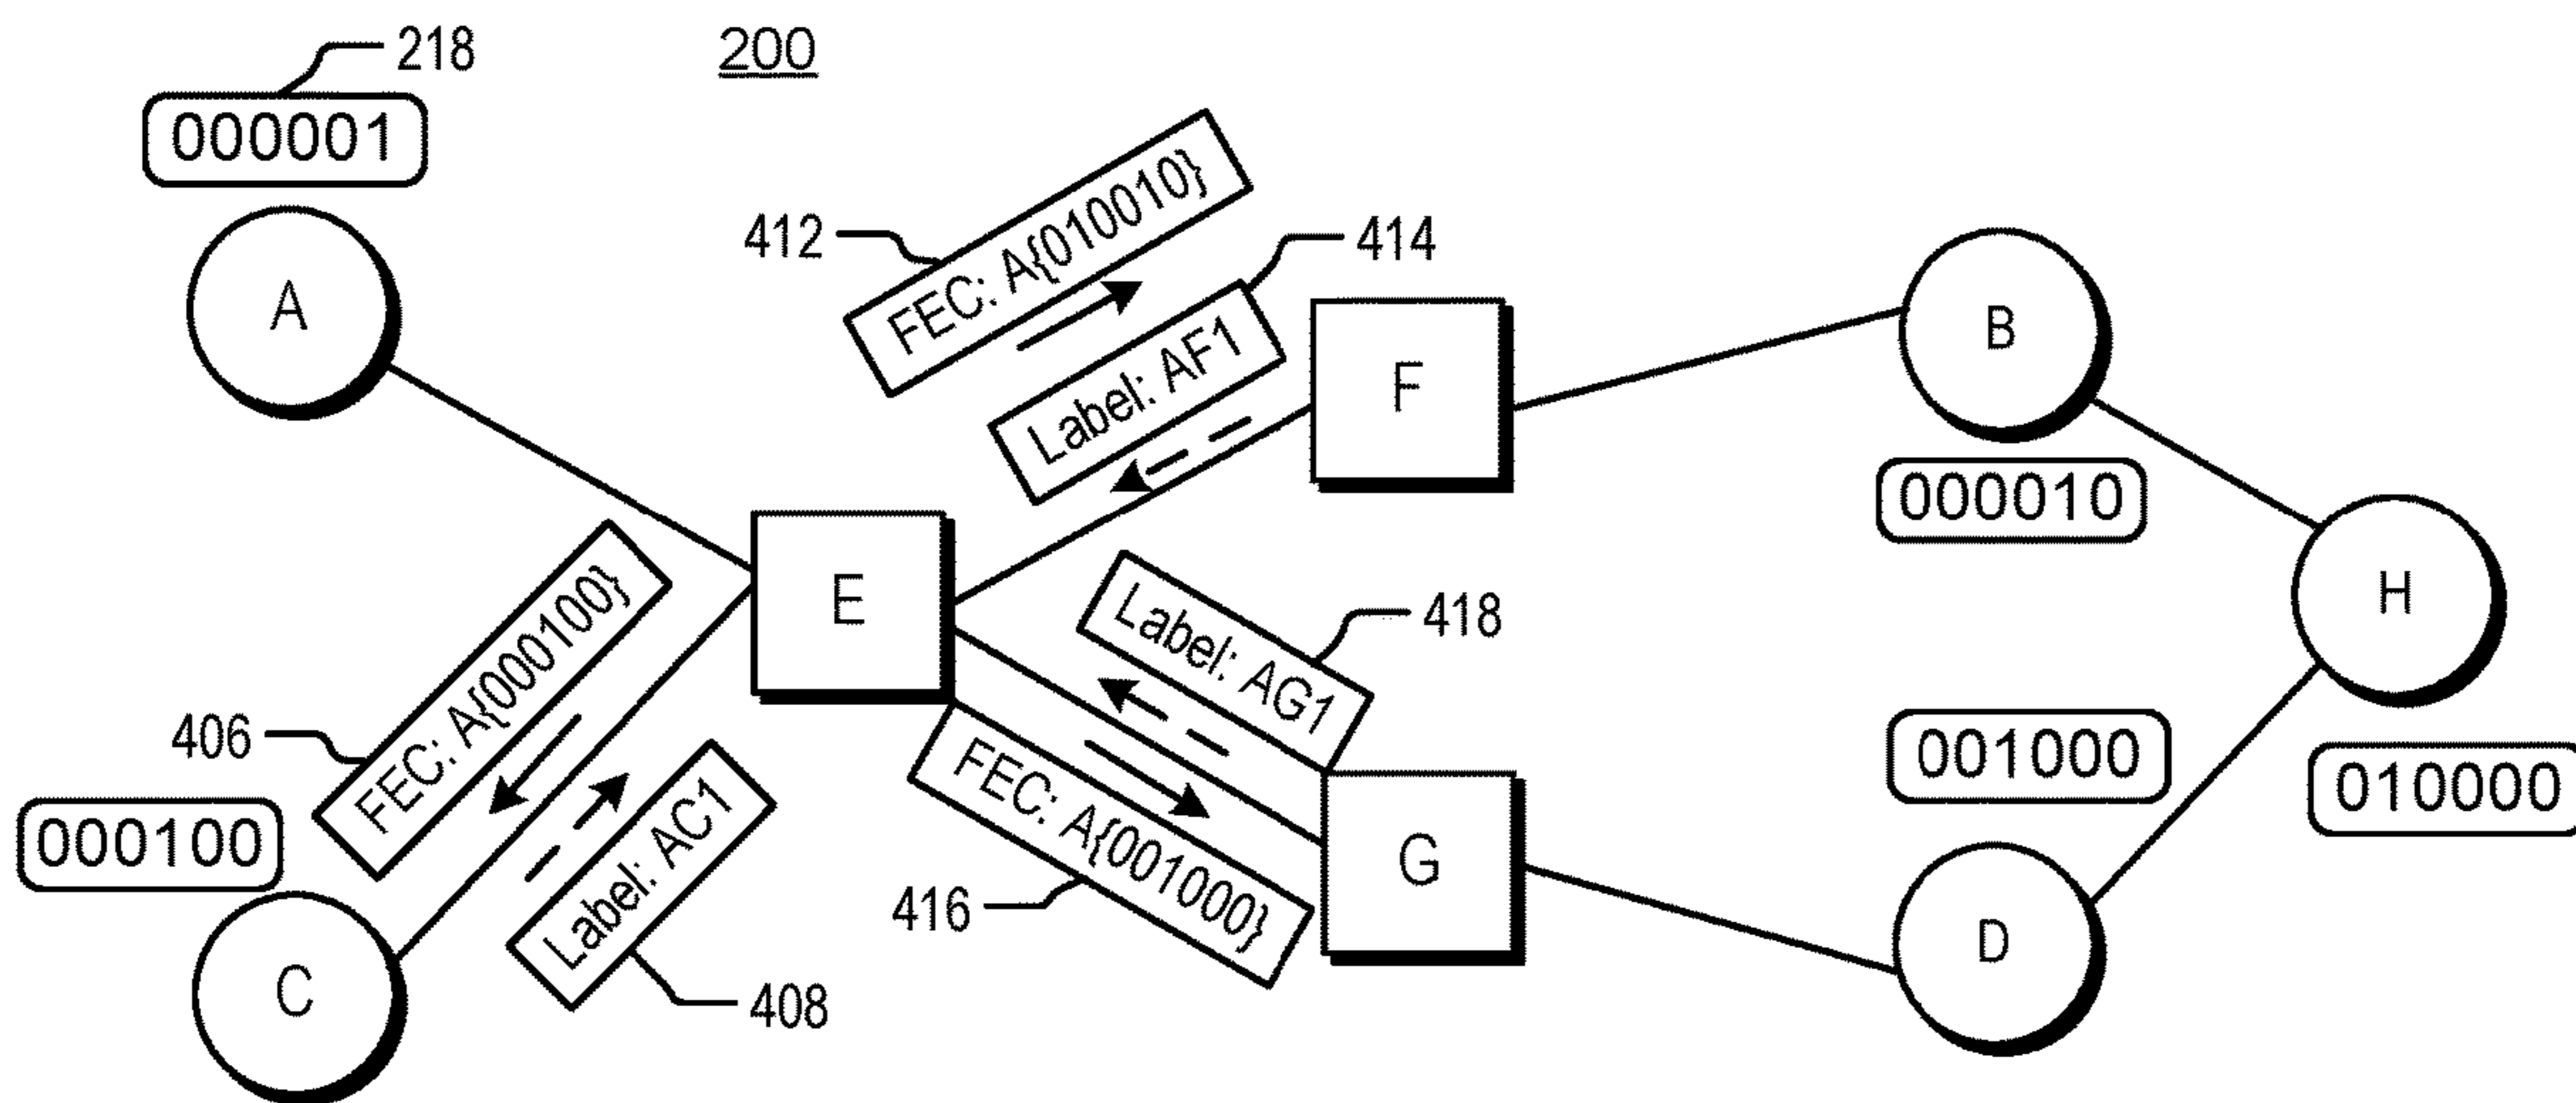 218
200
000001
412
FEC: A{010010}
414
A
Label: AF1
F
B
000010
E
H
406
FEC: A{000100}
Label: AG1
418
000100
Label: AC1
FEC: A{001000}
416
G
001000
010000
C
408
D